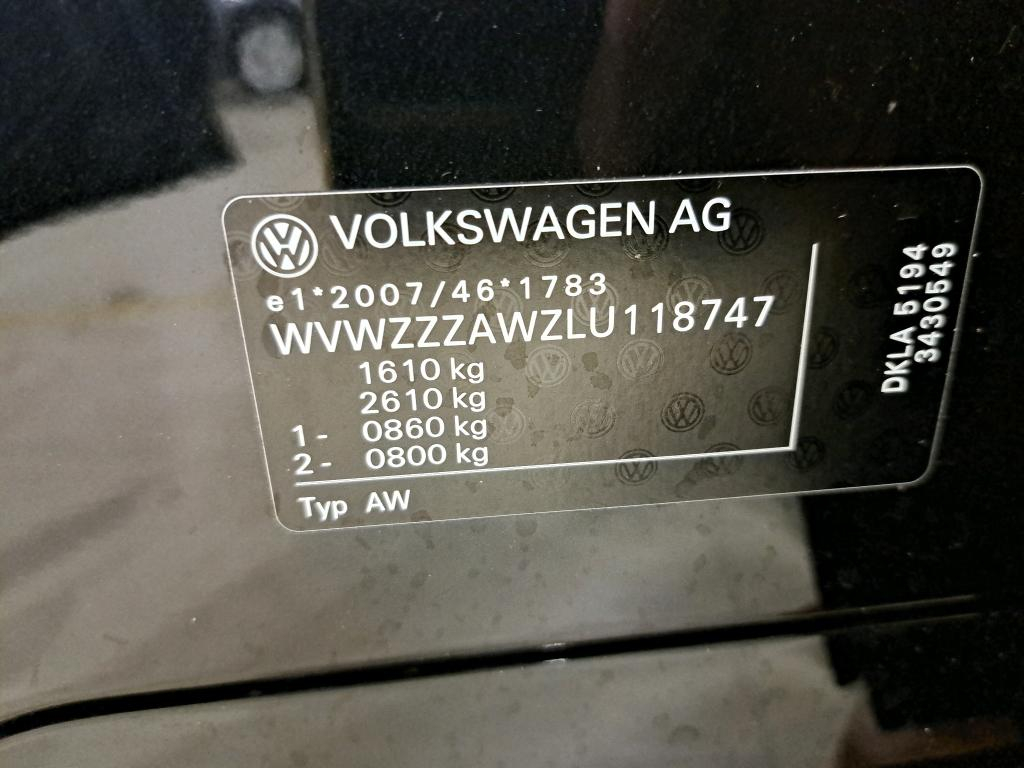 VOLKSWAGEN AG
e1*2007/46*1783
WVWZZZAWZLU118747
1610 kg
2610 kg
1- 0860 kg
2- 0800 kg
Typ AW
DKLA 5194
3430549